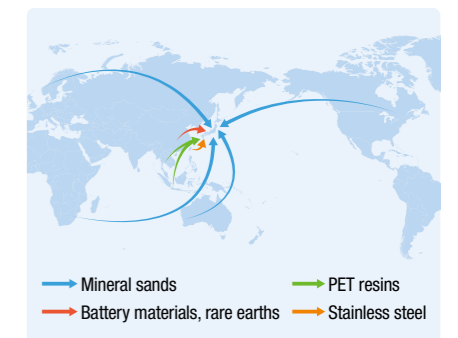 Mineral sands
PET resins
Battery materials, rare earths
Stainless steel